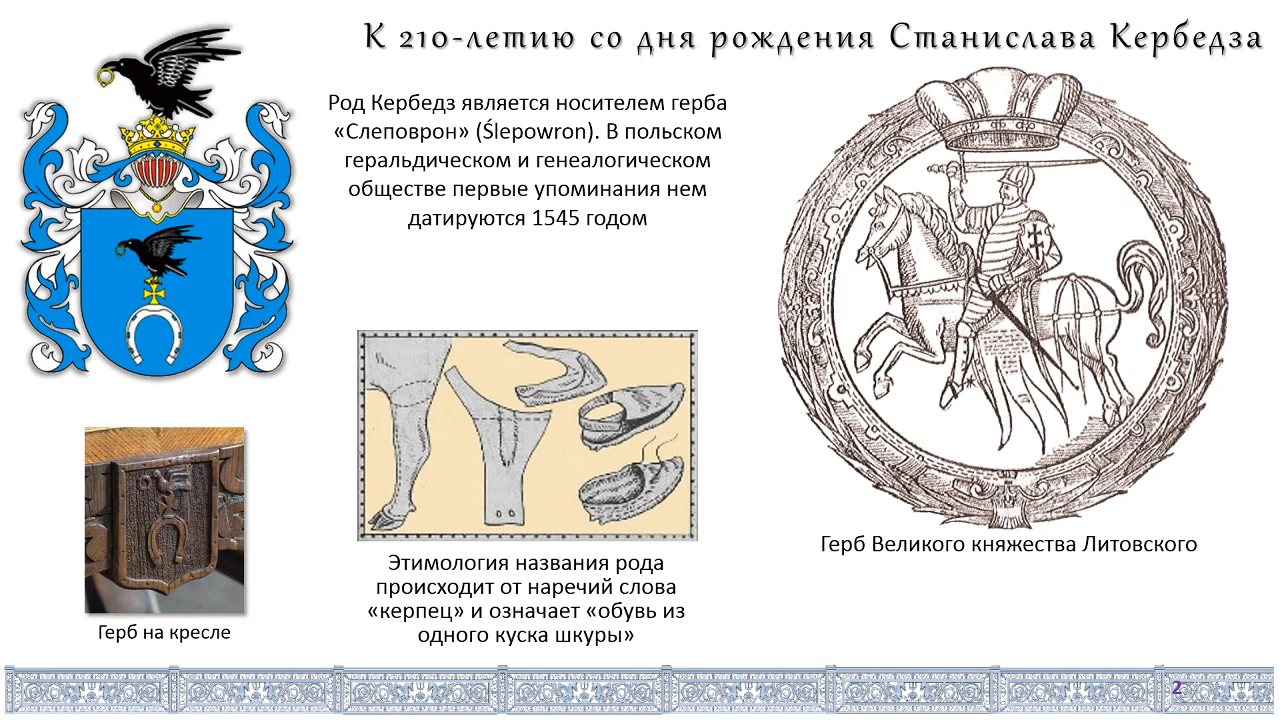 К 210-летию со дня рождения Станислава Кербедза
Род Кербедз является носителем герба
«Слеповрон» (Ślepowron). В польском
геральдическом и генеалогическом
обществе первые упоминания нем
датируются 1545 годом
Герб Великого княжества Литовского
Этимология названия рода
происходит от наречий слова
«керпец» и означает «обувь из
одного куска шкуры»
Герб на кресле
2